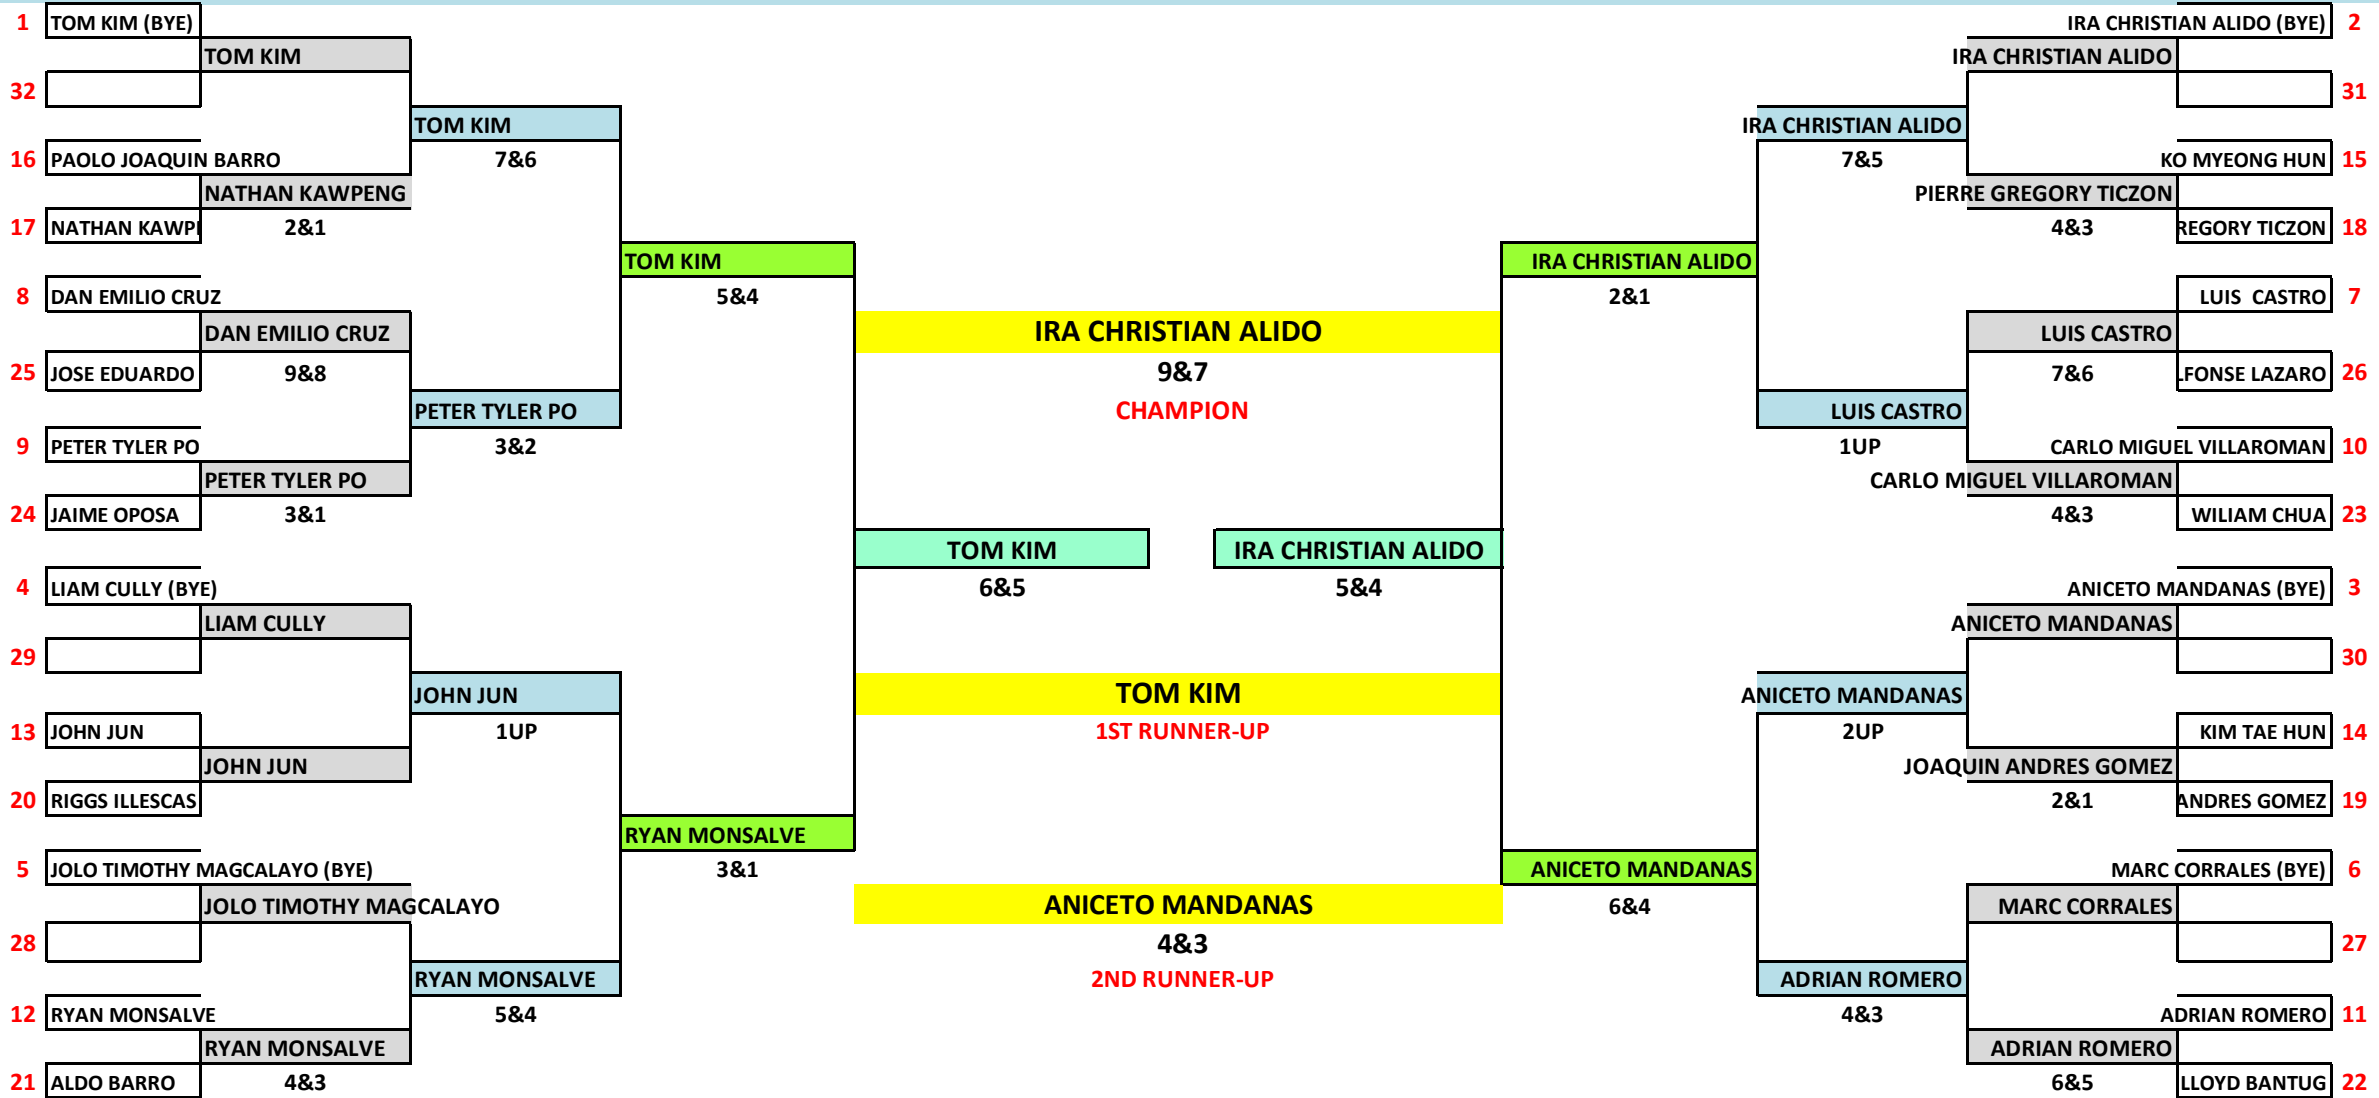 1 TOM KIM (BYE)
TOM KIM
32
TOM KIM
16 PAOLO JOAQUIN BARRO
7&6
NATHAN KAWPENG
17 NATHAN KAWP
2&1
TOM KIM
8 DAN EMILIO CRUZ
5&4
DAN EMILIO CRUZ
25 JOSE EDUARDO
9&8
PETER TYLER PO
9 PETER TYLER PO
3&2
PETER TYLER PO
24 JAIME OPOSA
3&1
TOM KIM
4 LIAM CULLY (BYE)
6&5
LIAM CULLY
29
JOHN JUN
13 JOHN JUN
1UP
JOHN JUN
20 RIGGS ILLESCAS
RYAN MONSALVE
5 JOLO TIMOTHY MAGCALAYO (BYE)
3&1
JOLO TIMOTHY MAGCALAYO
28
RYAN MONSALVE
12 RYAN MONSALVE
5&4
RYAN MONSALVE
21 ALDO BARRO
4&3
IRA CHRISTIAN ALIDO
9&7
CHAMPION
TOM KIM
1ST RUNNER-UP
ANICETO MANDANAS
4&3
2ND RUNNER-UP
IRA CHRISTIAN ALIDO (BYE) 2
IRA CHRISTIAN ALIDO
31
IRA CHRISTIAN ALIDO
7&5
KO MYEONG HUN 15
PIERRE GREGORY TICZON
4&3
REGORY TICZON 18
IRA CHRISTIAN ALIDO
2&1
LUIS  CASTRO 7
LUIS CASTRO
7&6
LFONSE LAZARO 26
LUIS CASTRO
1UP
CARLO MIGUEL VILLAROMAN 10
CARLO MIGUEL VILLAROMAN
4&3
WILIAM CHUA 23
IRA CHRISTIAN ALIDO
5&4
ANICETO MANDANAS (BYE) 3
ANICETO MANDANAS
30
ANICETO MANDANAS
2UP
KIM TAE HUN 14
JOAQUIN ANDRES GOMEZ
2&1
ANDRES GOMEZ 19
ANICETO MANDANAS
6&4
MARC CORRALES (BYE) 6
MARC CORRALES
27
ADRIAN ROMERO
4&3
ADRIAN ROMERO 11
ADRIAN ROMERO
6&5
LLOYD BANTUG 22